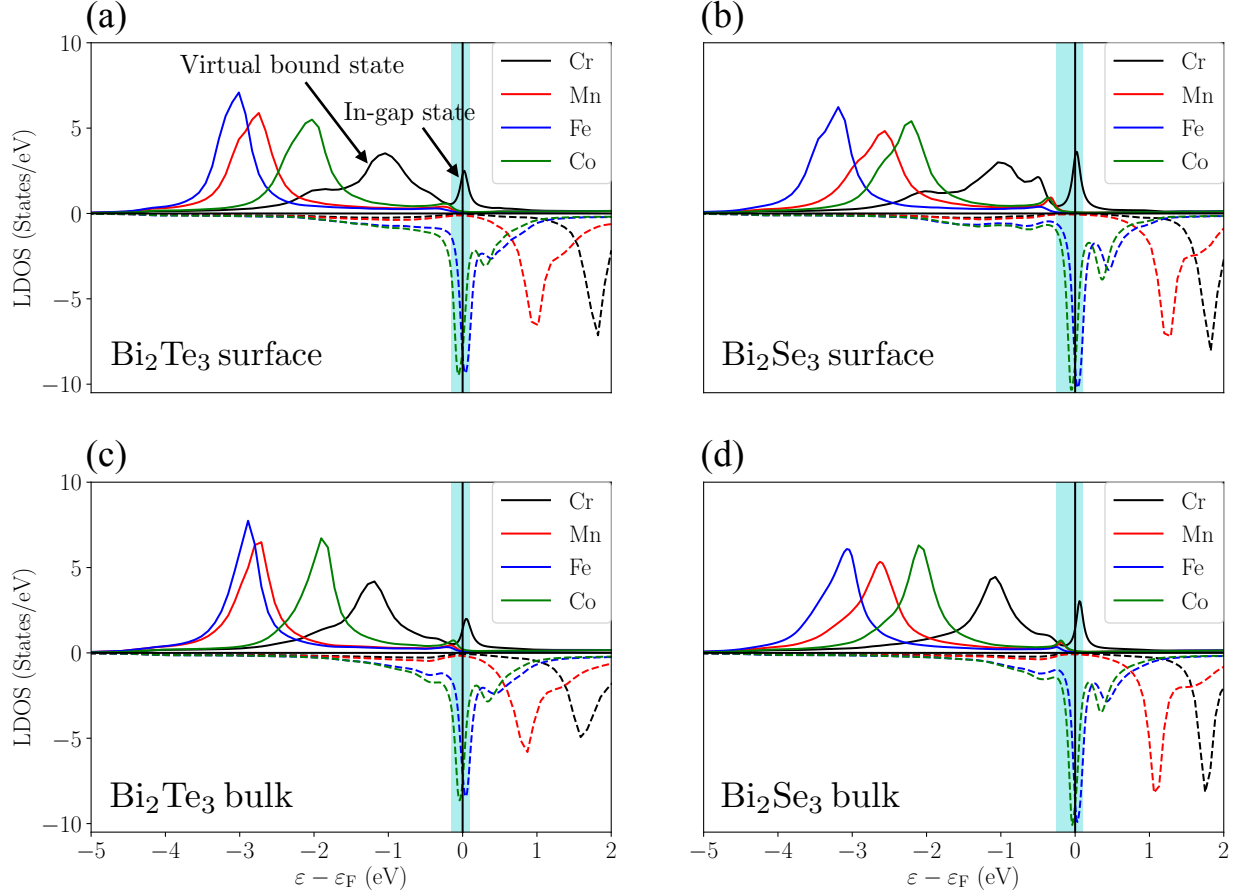 (a)
10
5
0
−5
−10
LDOS (States/eV)
Virtual bound state
In-gap state
Cr
Mn
Fe
Co
Bi₂Te₃ surface
(b)
Cr
Mn
Fe
Co
Bi₂Se₃ surface
(c)
10
5
0
−5
−10
LDOS (States/eV)
Cr
Mn
Fe
Co
Bi₂Te₃ bulk
−5 −4 −3 −2 −1 0 1 2
ε − εF (eV)
(d)
Cr
Mn
Fe
Co
Bi₂Se₃ bulk
−5 −4 −3 −2 −1 0 1 2
ε − εF (eV)